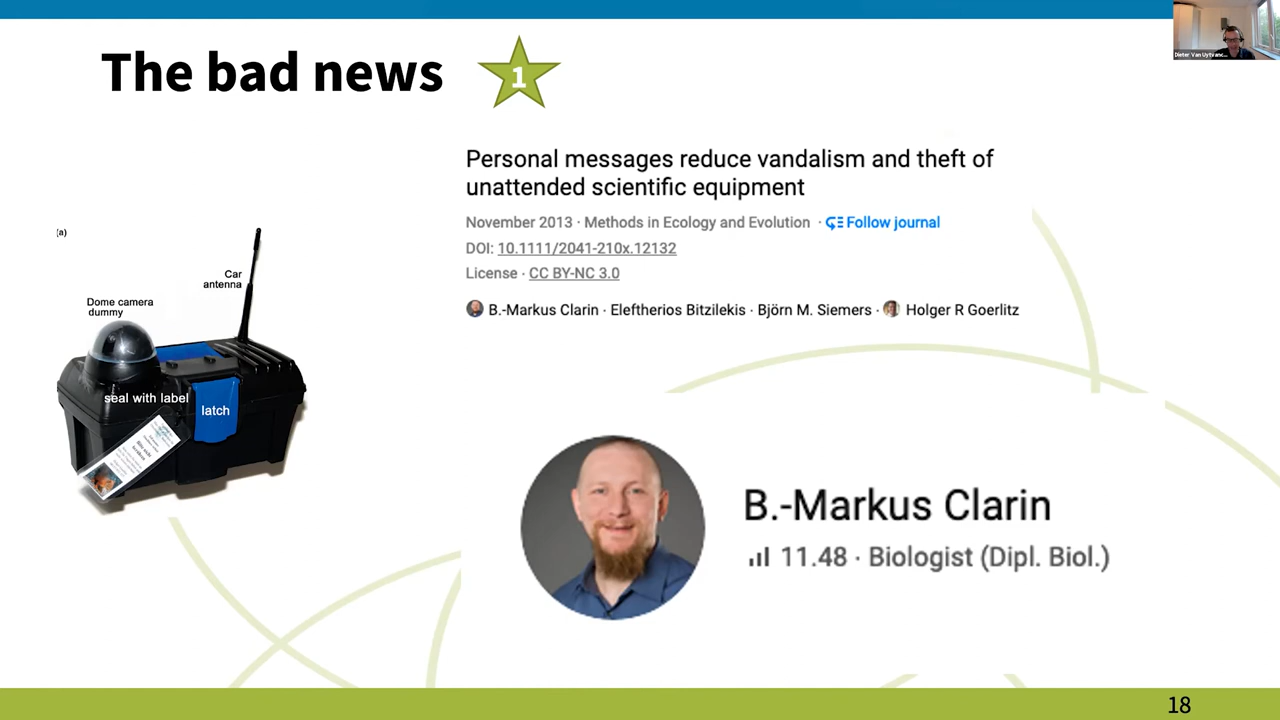 The bad news
1
Dieter Van Uytvanc...
Personal messages reduce vandalism and theft of
unattended scientific equipment
November 2013 · Methods in Ecology and Evolution · Follow journal
DOI: 10.1111/2041-210x.12132
License · CC BY-NC 3.0
B.-Markus Clarin · Eleftherios Bitzilekis · Björn M. Siemers · Holger R Goerlitz
(a)
Car
antenna
Dome camera
dummy
seal with label
latch
B.-Markus Clarin
11.48 · Biologist (Dipl. Biol.)
18